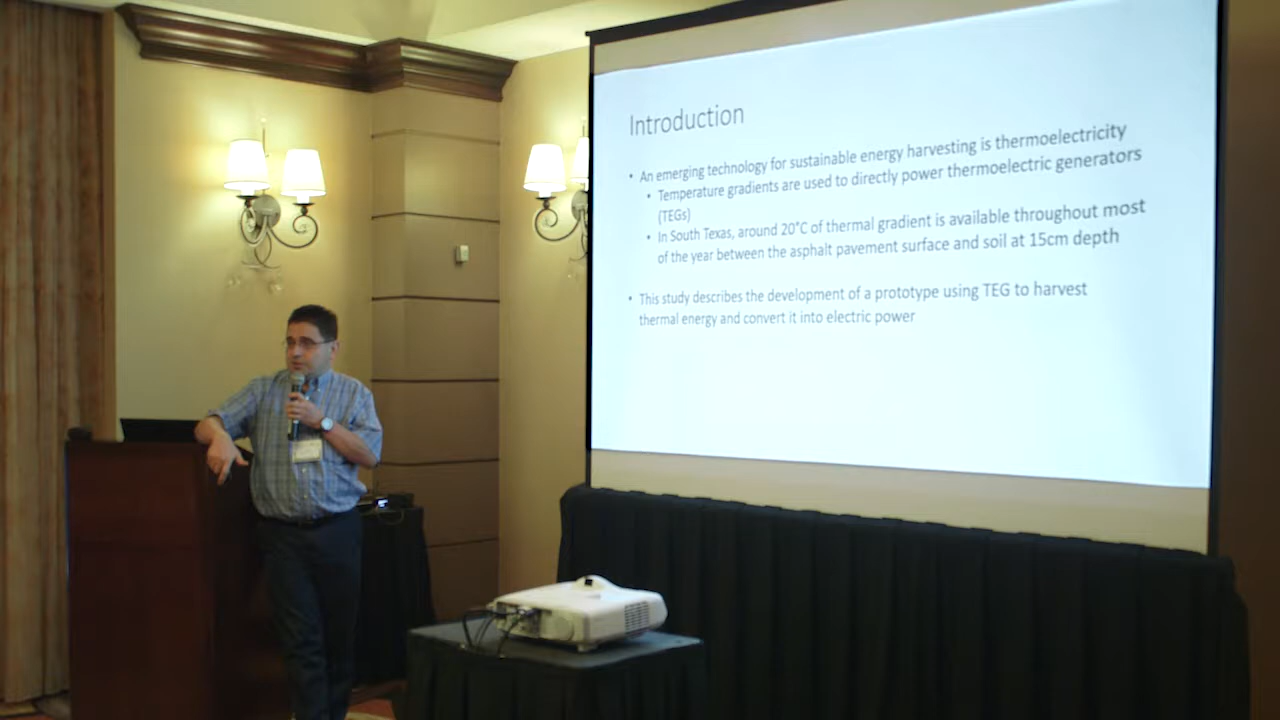 Introduction
• An emerging technology for sustainable energy harvesting is thermoelectricity
• Temperature gradients are used to directly power thermoelectric generators
(TEGs)
• In South Texas, around 20°C of thermal gradient is available throughout most
of the year between the asphalt pavement surface and soil at 15cm depth
• This study describes the development of a prototype using TEG to harvest
thermal energy and convert it into electric power